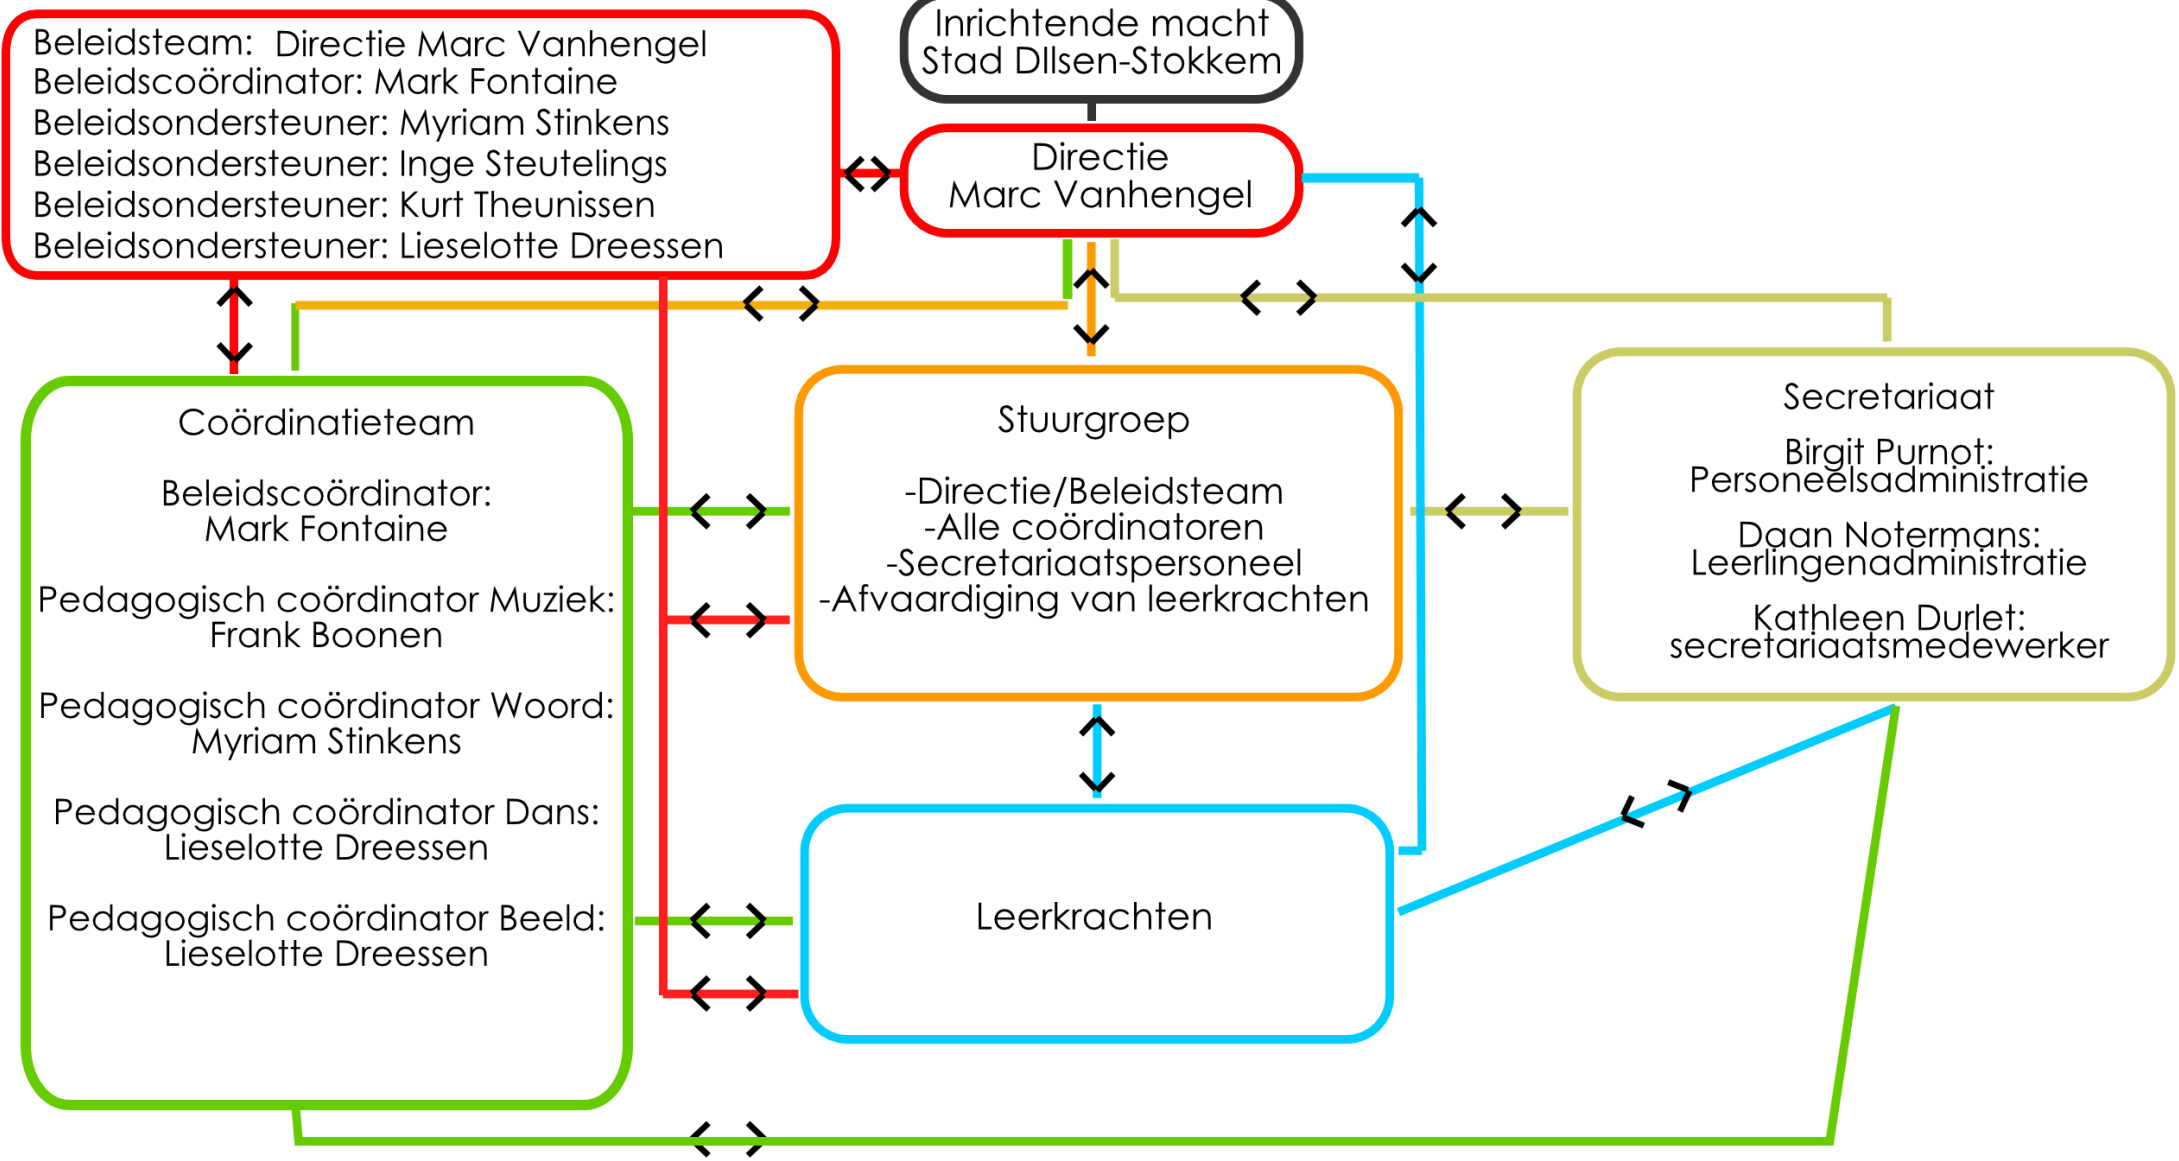 Inrichtende macht
Stad DIlsen-Stokkem
Beleidsteam: Directie Marc Vanhengel
Beleidscoördinator: Mark Fontaine
Beleidsondersteuner: Myriam Stinkens
Beleidsondersteuner: Inge Steutelings
Beleidsondersteuner: Kurt Theunissen
Beleidsondersteuner: Lieselotte Dreessen
Directie
Marc Vanhengel
Coördinatieteam
Beleidscoördinator:
Mark Fontaine
Pedagogisch coördinator Muziek:
Frank Boonen
Pedagogisch coördinator Woord:
Myriam Stinkens
Pedagogisch coördinator Dans:
Lieselotte Dreessen
Pedagogisch coördinator Beeld:
Lieselotte Dreessen
Stuurgroep
-Directie/Beleidsteam
-Alle coördinatoren
-Secretariaatspersoneel
-Afvaardiging van leerkrachten
Secretariaat
Birgit Purnot:
Personeelsadministratie
Daan Notermans:
Leerlingenadministratie
Kathleen Durlet:
secretariaatsmedewerker
Leerkrachten